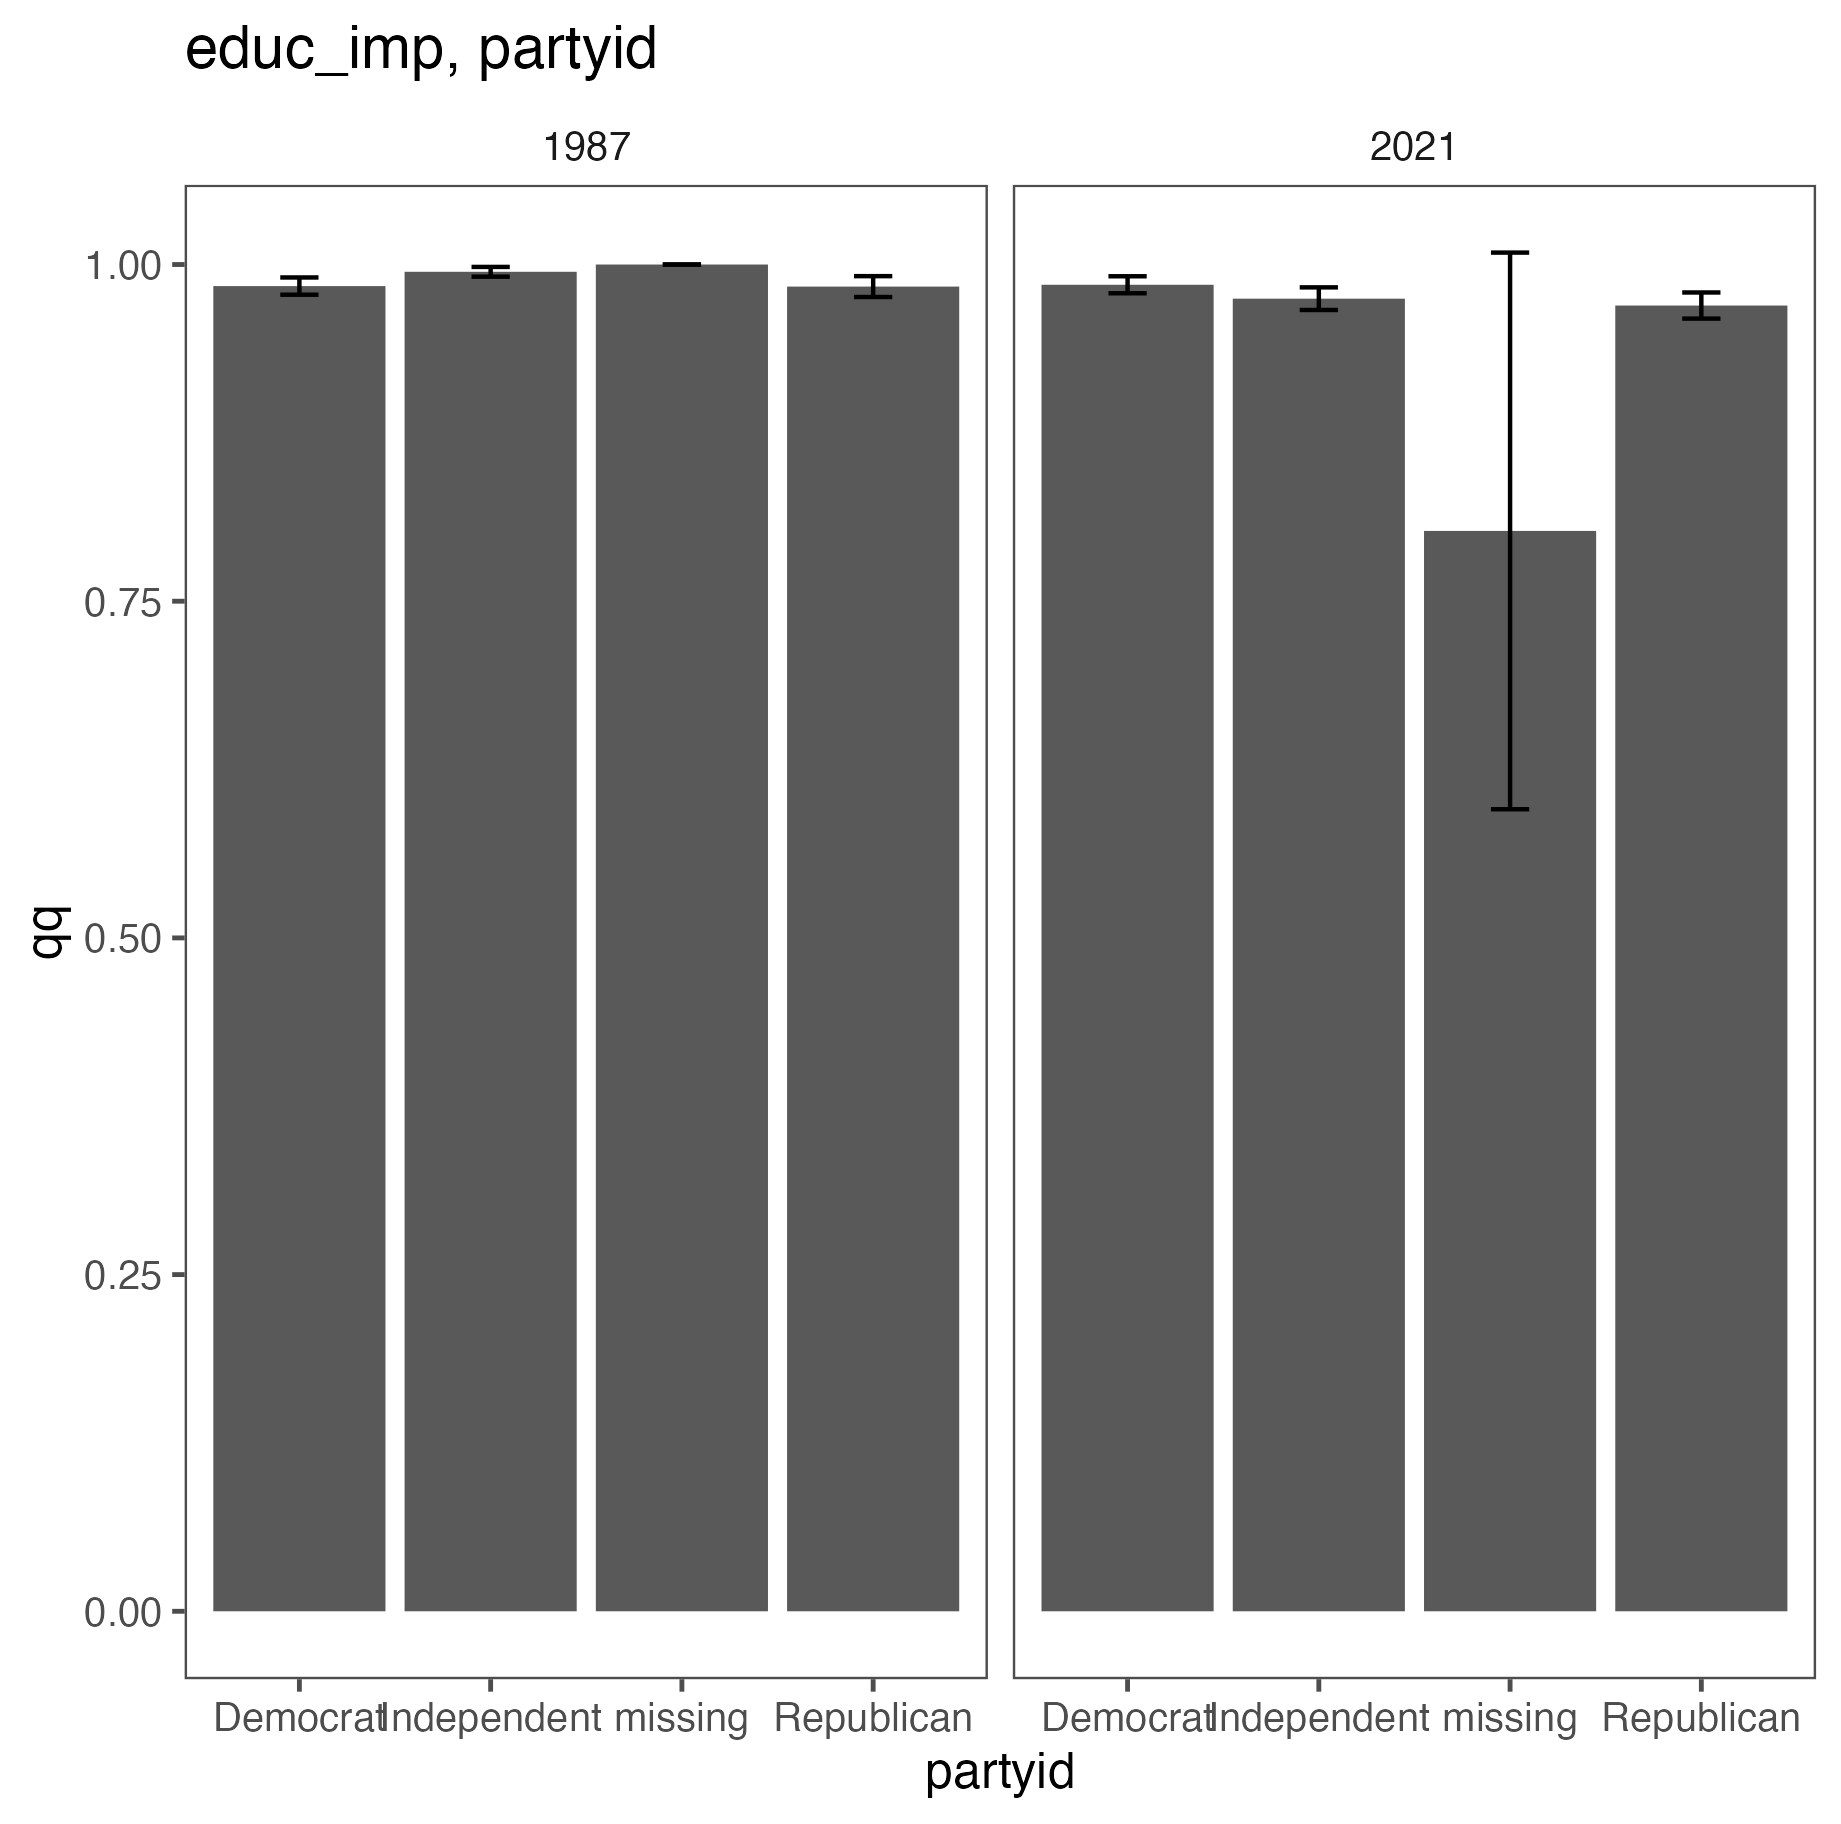 educ_imp, partyid
1987 2021
1.00
0.75
0.50
0.25
0.00
qq
Democrat Independent missing Republican Democrat Independent missing Republican
partyid